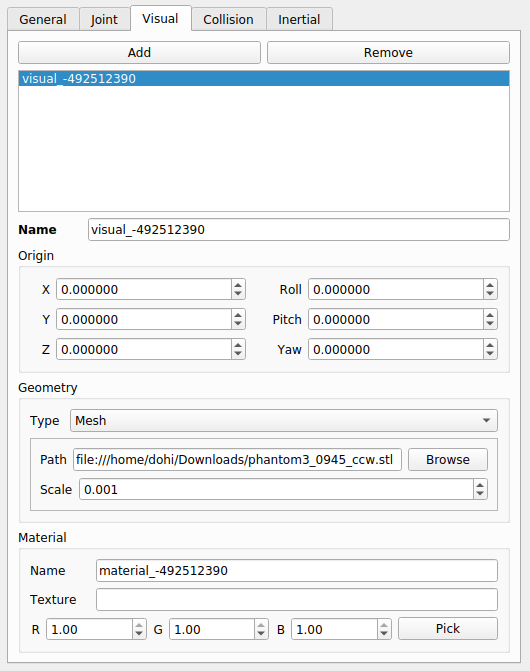 General Joint Visual Collision Inertial
Add Remove
visual_-492512390
Name visual_-492512390
Origin
X 0.000000 Roll 0.000000
Y 0.000000 Pitch 0.000000
Z 0.000000 Yaw 0.000000
Geometry
Type Mesh
Path file:///home/dohi/Downloads/phantom3_0945_ccw.stl Browse
Scale 0.001
Material
Name material_-492512390
Texture
R 1.00 G 1.00 B 1.00 Pick